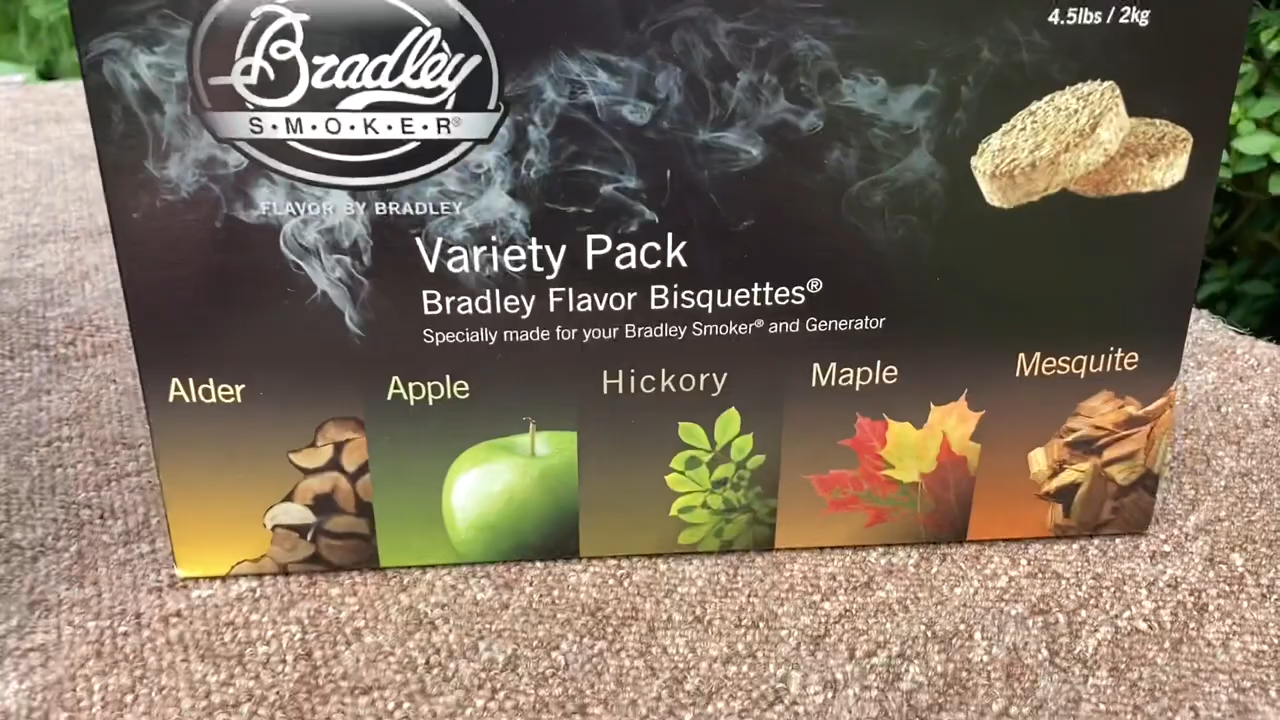 4.5lbs / 2kg
Bradley
S·M·O·K·E·R®
FLAVOR BY BRADLEY
Variety Pack
Bradley Flavor Bisquettes®
Specially made for your Bradley Smoker® and Generator
Alder
Apple
Hickory
Maple
Mesquite